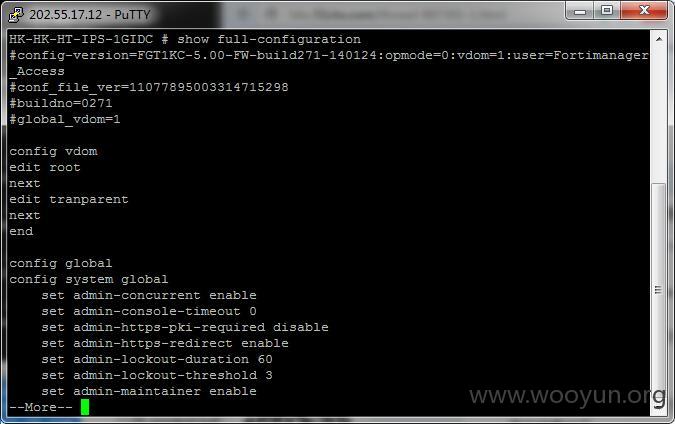 202.55.17.12 - PuTTY
HK-HK-HT-IPS-1GIDC # show full-configuration
#config-version=FGT1KC-5.00-FW-build271-140124:opmode=0:vdom=1:user=Fortimanager
_Access
#conf_file_ver=11077895003314715298
#buildno=0271
#global_vdom=1
config vdom
edit root
next
edit tranparent
next
end
config global
config system global
set admin-concurrent enable
set admin-console-timeout 0
set admin-https-pki-required disable
set admin-https-redirect enable
set admin-lockout-duration 60
set admin-lockout-threshold 3
set admin-maintainer enable
--More--
www.wooyun.org